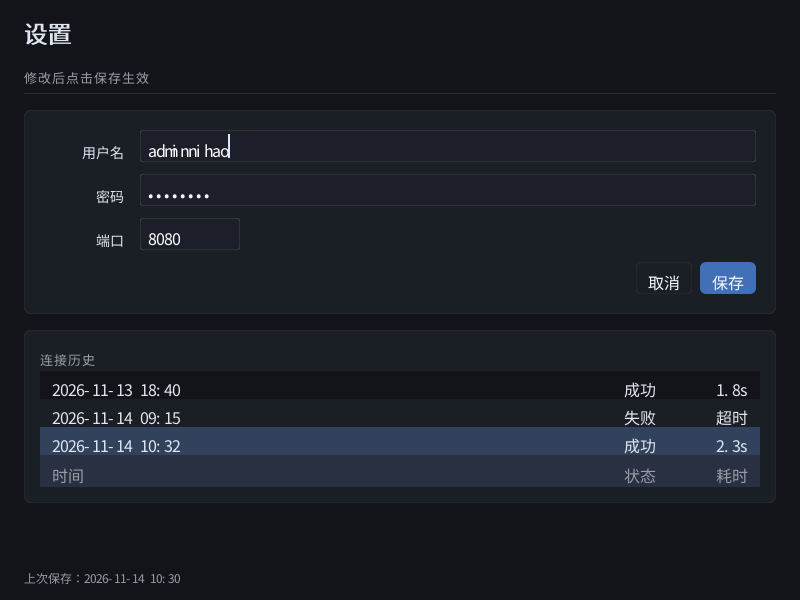 设置
修改后点击保存生效
用户名 adminnni hao
密码 ••••••••
端口 8080
取消 保存
连接历史
2026-11-13 18:40 成功 1.8s
2026-11-14 09:15 失败 超时
2026-11-14 10:32 成功 2.3s
时间 状态 耗时
上次保存：2026-11-14 10:30